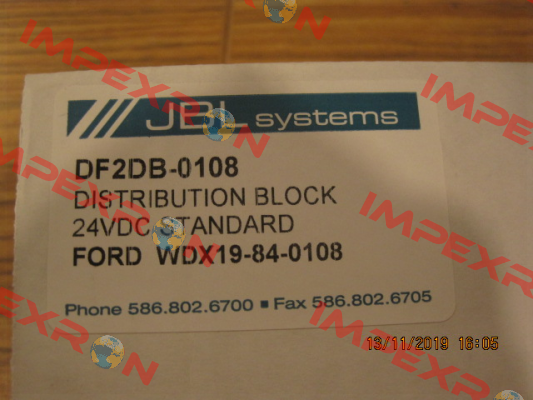 IMPEXRON
IMPEXRON
IMPEXRON
JBL systems
DF2DB-0108
DISTRIBUTION BLOCK
24VDC STANDARD
FORD WDX19-84-0108
Phone 586.802.6700 ▪ Fax 586.802.6705
13/11/2019 16:05
IMPEXRON
IMPEXRON
IMPEXRON